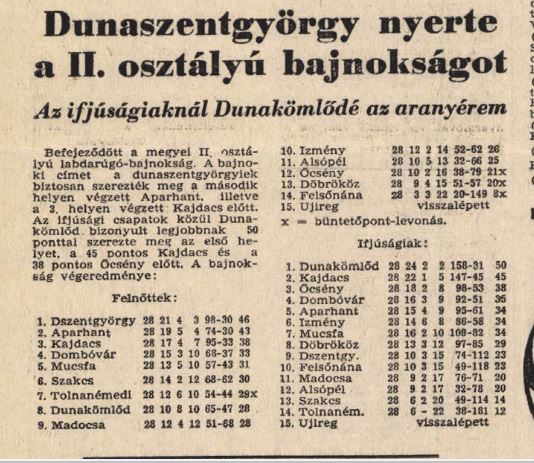 Dunaszentgyörgy nyerte
a II. osztályú bajnokságot
Az ifjúságiaknál Dunakömlődé az aranyérem
Befejeződött a megyei II. osztá-
lyú labdarúgó-bajnokság. A bajno-
ki címet a dunaszentgyörgyiek
biztosan szerezték meg a második
helyen végzett Aparhant, illetve
a 3. helyen végzett Kajdacs előtt.
Az ifjúsági csapatok közül Duna-
kömlőd bizonyult legjobbnak 50
ponttal szerezte meg az első he-
lyet, a 45 pontos Kajdacs és a
38 pontos Őcsény előtt. A bajnok-
ság végeredménye:
Felnőttek:
1. Dszentgyörgy 28 21 4 3 98-30 46
2. Aparhant 28 19 5 4 74-30 43
3. Kajdacs 28 17 4 7 95-33 38
4. Dombóvár 28 15 3 10 68-37 33
5. Mucsfa 28 13 5 10 57-43 31
6. Szakcs 28 14 2 12 68-62 30
7. Tolnanémedi 28 12 6 10 54-44 29x
8. Dunakömlőd 28 10 8 10 65-47 28
9. Madocsa 28 12 4 12 51-68 28
10. Izmény 28 12 2 14 52-62 26
11. Alsópél 28 10 5 13 32-66 25
12. Őcsény 28 10 2 16 38-79 21x
13. Döbrököz 28 9 4 15 51-57 20x
14. Felsőnána 28 3 3 22 20-149 8x
15. Ujireg visszalépett
x = büntetőpont-levonás.
Ifjúságiak:
1. Dunakömlőd 28 24 2 2 158-31 50
2. Kajdacs 28 22 1 5 147-45 45
3. Őcsény 28 18 2 8 98-53 38
4. Dombóvár 28 16 3 9 92-51 35
5. Aparhant 28 15 4 9 95-61 34
6. Izmény 28 14 6 8 86-58 34
7. Mucsfa 28 16 2 10 109-82 34
8. Döbrököz 28 13 3 12 97-85 29
9. Dszentgy. 28 10 3 15 74-112 23
10. Felsőnána 28 10 3 15 49-118 23
11. Madocsa 28 9 2 17 76-71 20
12. Alsópél 28 9 2 17 32-78 20
13. Szakcs 28 6 2 20 49-114 14
14. Tolnaném. 28 6 - 22 38-181 12
15. Ujireg visszalépett